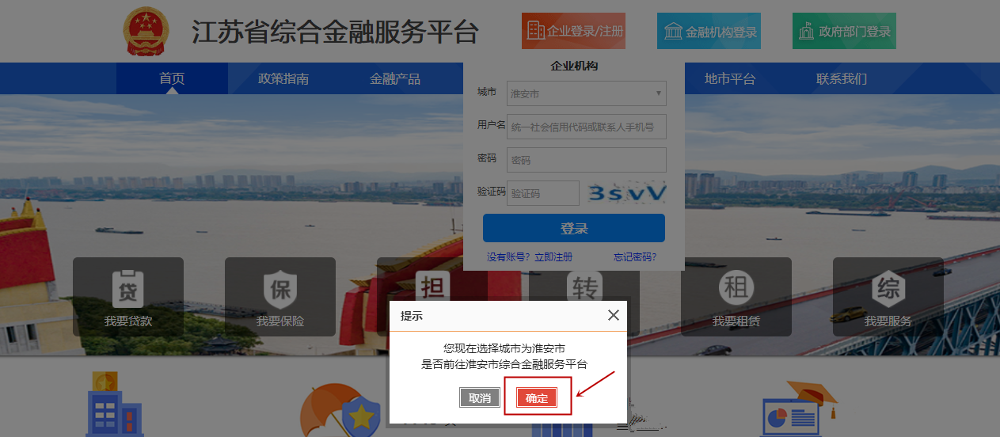 江苏省综合金融服务平台
企业登录/注册
金融机构登录
政府部门登录
首页
政策指南
金融产品
地市平台
联系我们
企业机构
城市
淮安市
用户名
统一社会信用代码或联系人手机号
密码
密码
验证码
验证码
3svV
登录
没有账号? 立即注册
忘记密码?
贷
我要贷款
保
我要保险
担
转
租
我要租赁
综
我要服务
提示
您现在选择城市为淮安市
是否前往淮安市综合金融服务平台
取消
确定